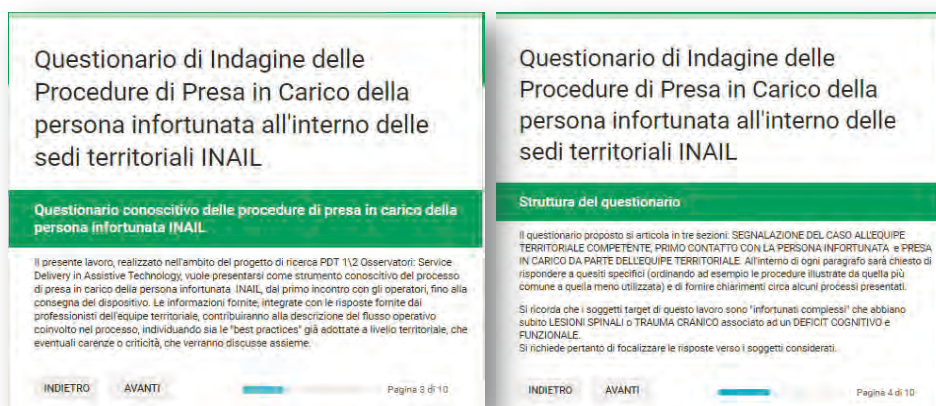 Questionario di Indagine delle
Procedure di Presa in Carico della
persona infortunata all'interno delle
sedi territoriali INAIL
Questionario conoscitivo delle procedure di presa in carico della
persona infortunata INAIL
Il presente lavoro, realizzato nell'ambito del progetto di ricerca PDT 1\2 Osservatori: Service
Delivery in Assistive Technology, vuole presentarsi come strumento conoscitivo del processo
di presa in carico della persona infortunata INAIL, dal primo incontro con gli operatori, fino alla
consegna del dispositivo. Le informazioni fornite, integrate con le risposte fornite dai
professionisti dell'equipe territoriale, contribuiranno alla descrizione del flusso operativo
coinvolto nel processo, individuando sia le "best practices" già adottate a livello territoriale, che
eventuali carenze o criticità, che verranno discusse assieme.
INDIETRO AVANTI Pagina 3 di 10
Questionario di Indagine delle
Procedure di Presa in Carico della
persona infortunata all'interno delle
sedi territoriali INAIL
Struttura del questionario
Il questionario proposto si articola in tre sezioni: SEGNALAZIONE DEL CASO ALL'EQUIPE
TERRITORIALE COMPETENTE, PRIMO CONTATTO CON LA PERSONA INFORTUNATA e PRESA
IN CARICO DA PARTE DELL'EQUIPE TERRITORIALE. All'interno di ogni paragrafo sarà chiesto di
rispondere a quesiti specifici (ordinando ad esempio le procedure illustrate da quella più
comune a quella meno utilizzata) e di fornire chiarimenti circa alcuni processi presentati.
Si ricorda che i soggetti target di questo lavoro sono "infortunati complessi" che abbiano
subito LESIONI SPINALI o TRAUMA CRANICO associato ad un DEFICIT COGNITIVO e
FUNZIONALE.
Si richiede pertanto di focalizzare le risposte verso i soggetti considerati.
INDIETRO AVANTI Pagina 4 di 10